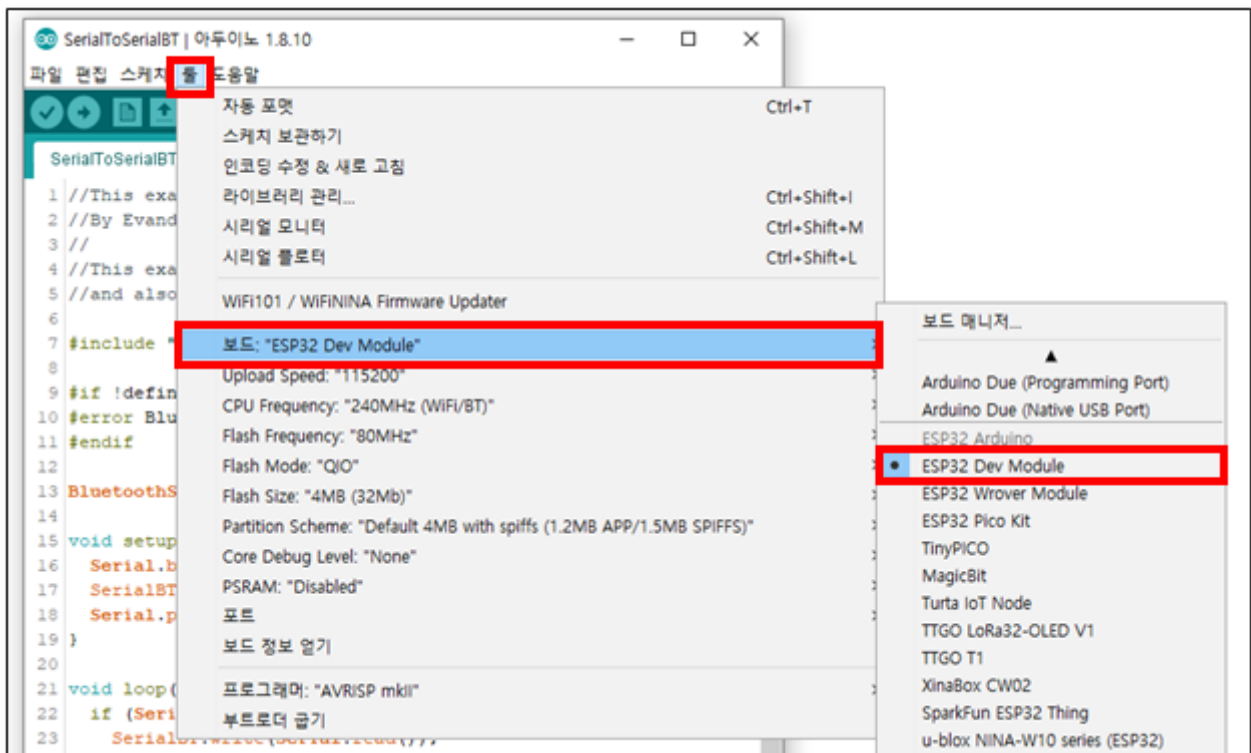 SerialToSerialBT | 아두이노 1.8.10
파일 편집 스케치 툴 도움말
SerialToSerialBT
1 //This exa
2 //By Evand
3 //
4 //This exa
5 //and also
6
7 #include "
8
9 #if !defin
10 #error Blu
11 #endif
12
13 BluetoothS
14
15 void setup
16 Serial.b
17 SerialBT
18 Serial.p
19 }
20
21 void loop(
22 if (Seri
23 SerialBT.write(Serial.read());
자동 포맷 Ctrl+T
스케치 보관하기
인코딩 수정 & 새로 고침
라이브러리 관리... Ctrl+Shift+I
시리얼 모니터 Ctrl+Shift+M
시리얼 플로터 Ctrl+Shift+L
WiFi101 / WiFiNINA Firmware Updater
보드: "ESP32 Dev Module"
Upload Speed: "115200"
CPU Frequency: "240MHz (WiFi/BT)"
Flash Frequency: "80MHz"
Flash Mode: "QIO"
Flash Size: "4MB (32Mb)"
Partition Scheme: "Default 4MB with spiffs (1.2MB APP/1.5MB SPIFFS)"
Core Debug Level: "None"
PSRAM: "Disabled"
포트
보드 정보 얻기
프로그래머: "AVRISP mkII"
부트로더 굽기
보드 매니저...
Arduino Due (Programming Port)
Arduino Due (Native USB Port)
ESP32 Arduino
ESP32 Dev Module
ESP32 Wrover Module
ESP32 Pico Kit
TinyPICO
MagicBit
Turta IoT Node
TTGO LoRa32-OLED V1
TTGO T1
XinaBox CW02
SparkFun ESP32 Thing
u-blox NINA-W10 series (ESP32)